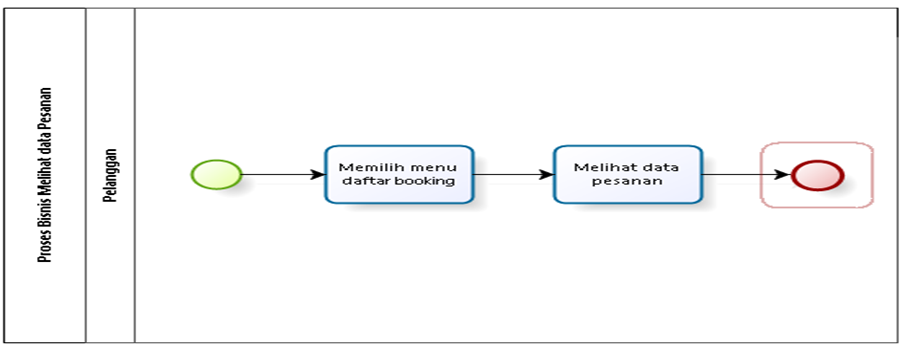 Proses Bisnis Melihat data Pesanan
Pelanggan
Memilih menu
daftar booking
Melihat data
pesanan